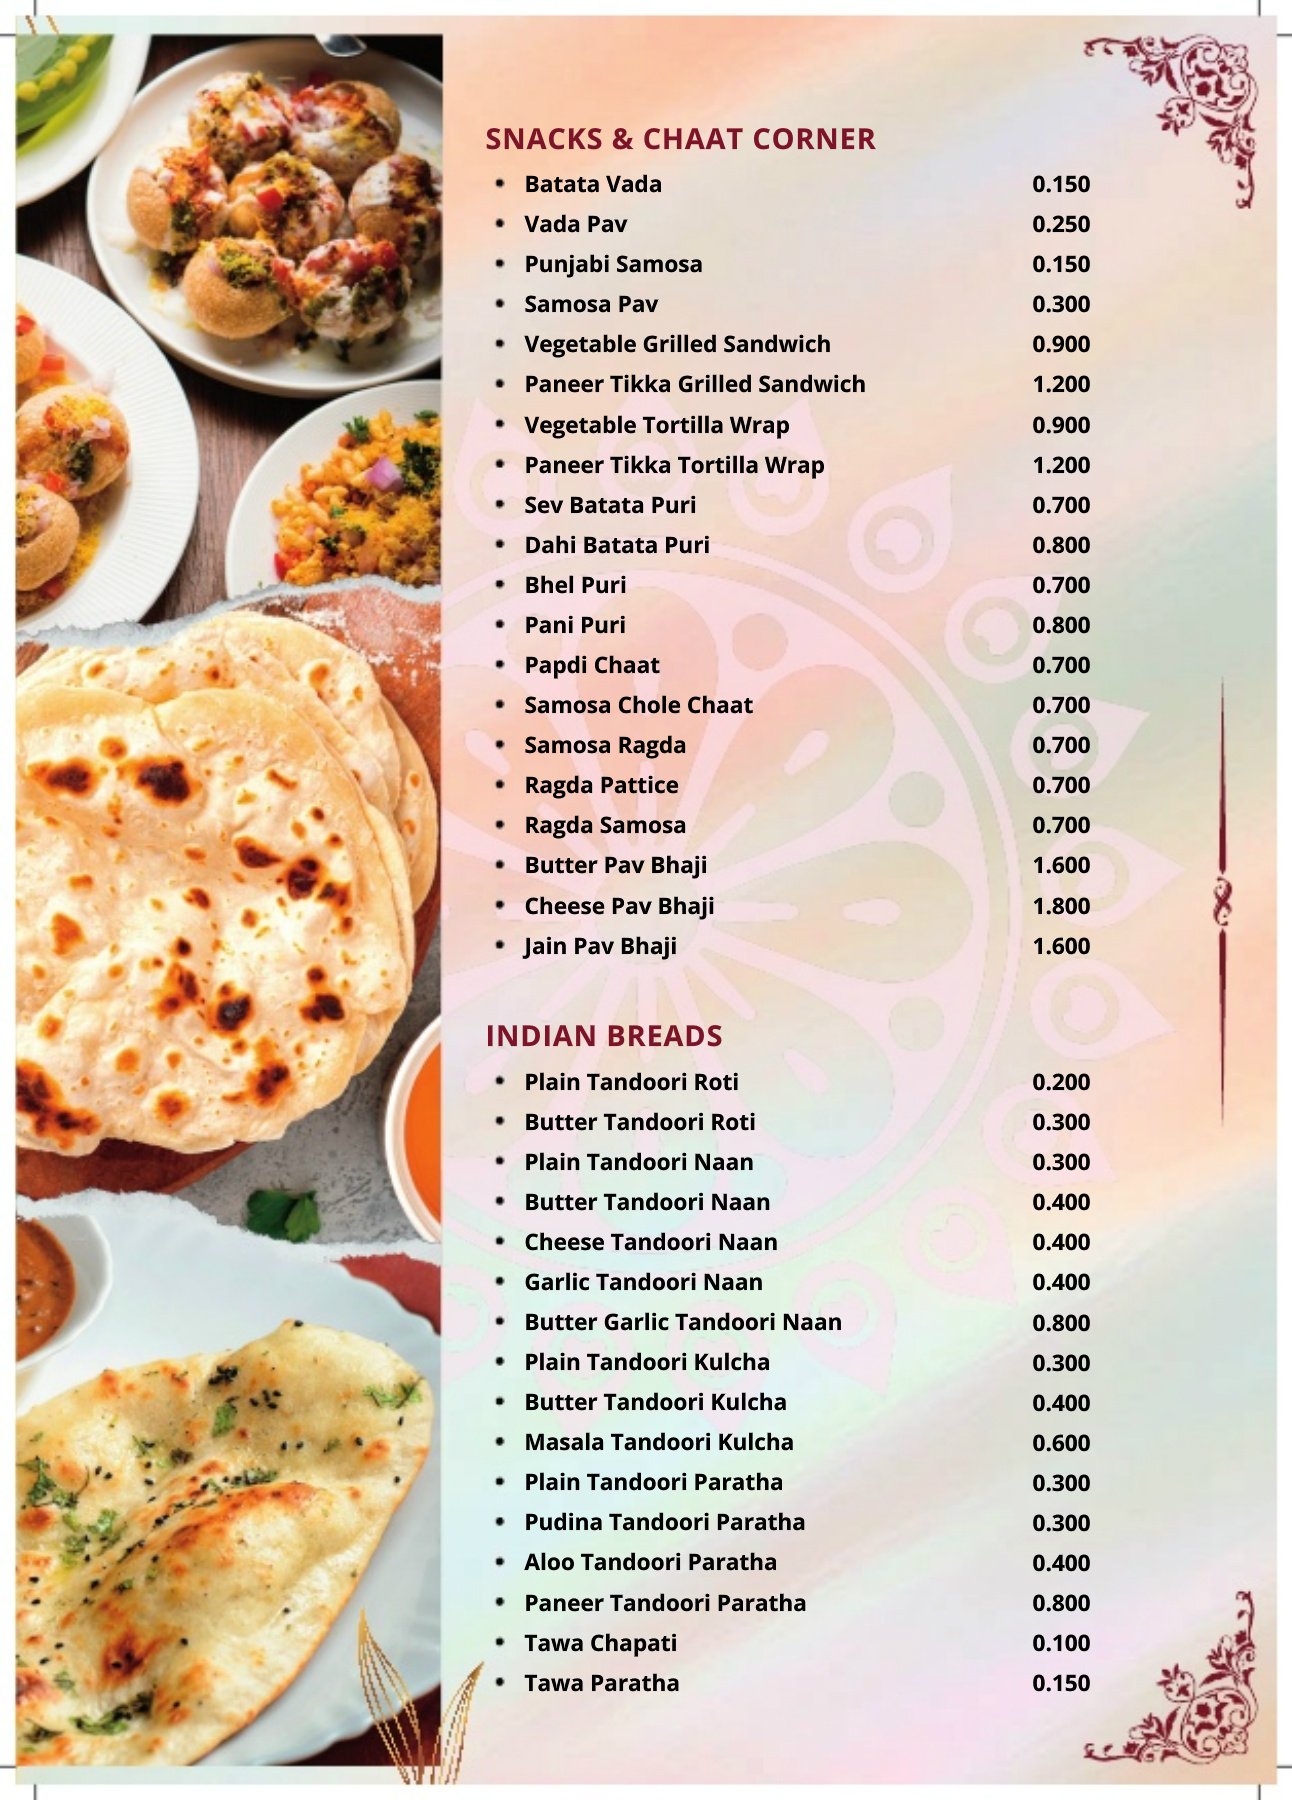 SNACKS & CHAAT CORNER
• Batata Vada 0.150
• Vada Pav 0.250
• Punjabi Samosa 0.150
• Samosa Pav 0.300
• Vegetable Grilled Sandwich 0.900
• Paneer Tikka Grilled Sandwich 1.200
• Vegetable Tortilla Wrap 0.900
• Paneer Tikka Tortilla Wrap 1.200
• Sev Batata Puri 0.700
• Dahi Batata Puri 0.800
• Bhel Puri 0.700
• Pani Puri 0.800
• Papdi Chaat 0.700
• Samosa Chole Chaat 0.700
• Samosa Ragda 0.700
• Ragda Pattice 0.700
• Ragda Samosa 0.700
• Butter Pav Bhaji 1.600
• Cheese Pav Bhaji 1.800
• Jain Pav Bhaji 1.600
INDIAN BREADS
• Plain Tandoori Roti 0.200
• Butter Tandoori Roti 0.300
• Plain Tandoori Naan 0.300
• Butter Tandoori Naan 0.400
• Cheese Tandoori Naan 0.400
• Garlic Tandoori Naan 0.400
• Butter Garlic Tandoori Naan 0.800
• Plain Tandoori Kulcha 0.300
• Butter Tandoori Kulcha 0.400
• Masala Tandoori Kulcha 0.600
• Plain Tandoori Paratha 0.300
• Pudina Tandoori Paratha 0.300
• Aloo Tandoori Paratha 0.400
• Paneer Tandoori Paratha 0.800
• Tawa Chapati 0.100
• Tawa Paratha 0.150